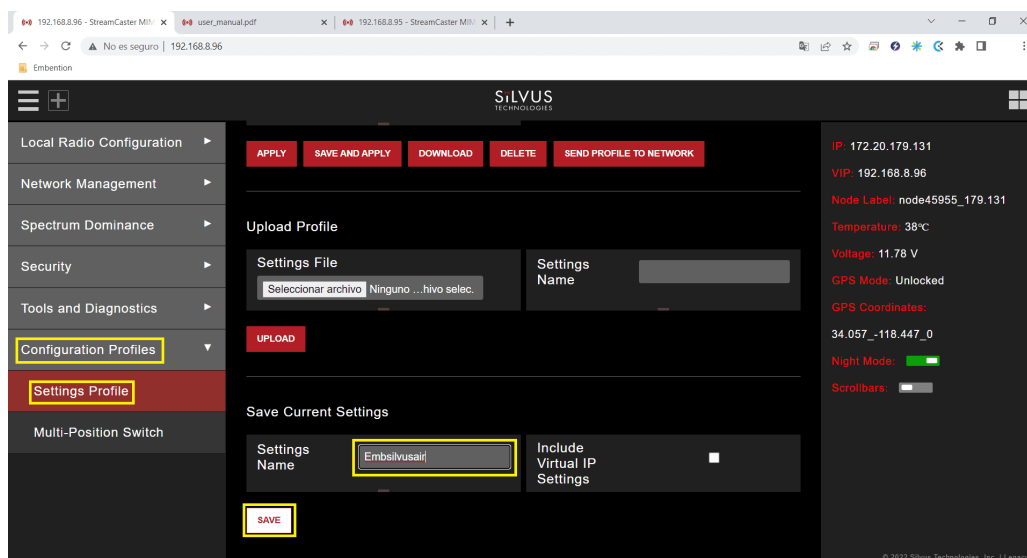 192.168.8.96 - StreamCaster MIM
user_manual.pdf
192.168.8.95 - StreamCaster MIM
No es seguro | 192.168.8.96
Embention
SILVUS
TECHNOLOGIES
Local Radio Configuration
Network Management
Spectrum Dominance
Security
Tools and Diagnostics
Configuration Profiles
Settings Profile
Multi-Position Switch
APPLY
SAVE AND APPLY
DOWNLOAD
DELETE
SEND PROFILE TO NETWORK
Upload Profile
Settings File
Seleccionar archivo Ninguno …hivo selec.
Settings
Name
UPLOAD
Save Current Settings
Settings
Name
Embsilvusair
Include
Virtual IP
Settings
SAVE
IP: 172.20.179.131
VIP: 192.168.8.96
Node Label: node45955_179.131
Temperature: 38°C
Voltage: 11.78 V
GPS Mode: Unlocked
GPS Coordinates:
34.057_-118.447_0
Night Mode:
Scrollbars:
© 2022 Silvus Technologies, Inc. | Legacy